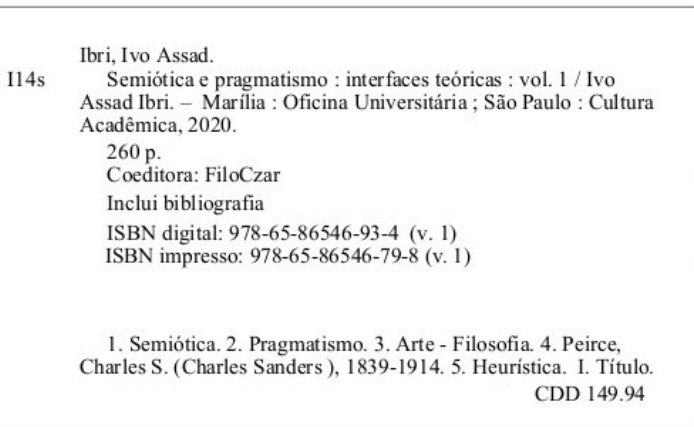 Ibri, Ivo Assad.
I14s Semiótica e pragmatismo : interfaces teóricas : vol. 1 / Ivo
Assad Ibri. – Marília : Oficina Universitária ; São Paulo : Cultura
Acadêmica, 2020.
260 p.
Coeditora: FiloCzar
Inclui bibliografia
ISBN digital: 978-65-86546-93-4 (v. 1)
ISBN impresso: 978-65-86546-79-8 (v. 1)
1. Semiótica. 2. Pragmatismo. 3. Arte - Filosofia. 4. Peirce,
Charles S. (Charles Sanders ), 1839-1914. 5. Heurística. I. Título.
CDD 149.94